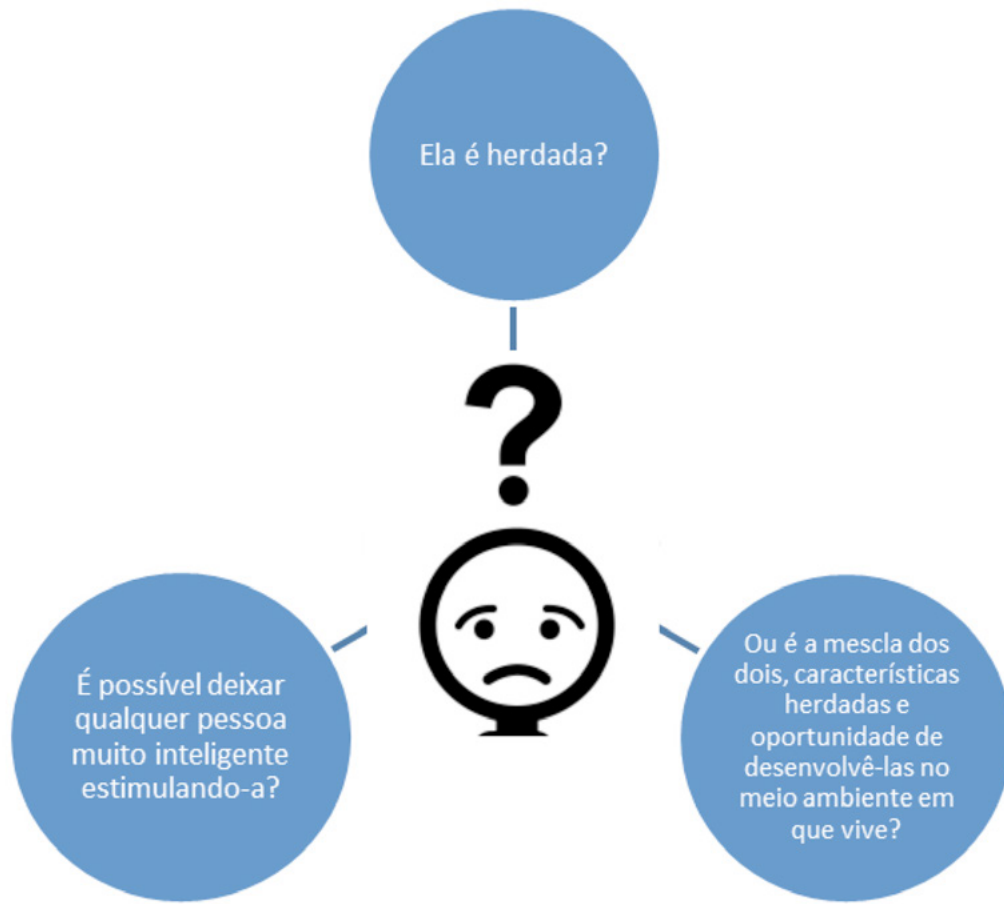 Ela é herdada?
?
É possível deixar
qualquer pessoa
muito inteligente
estimulando-a?
Ou é a mescla dos
dois, características
herdadas e
oportunidade de
desenvolvê-las no
meio ambiente em
que vive?